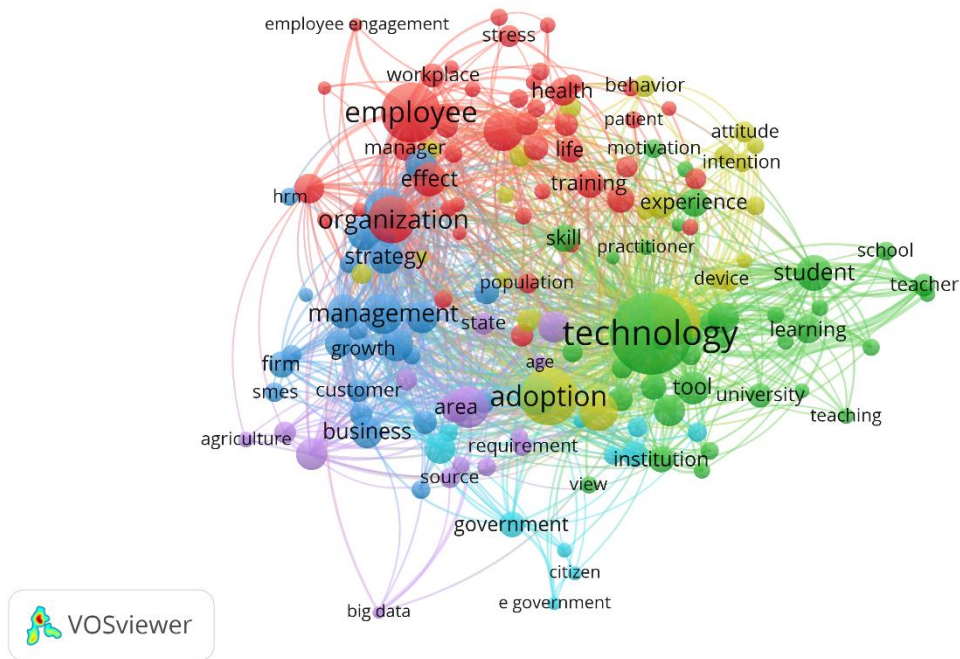 employee engagement
stress
workplace
health
behavior
employee
patient
attitude
manager
life
motivation
intention
effect
training
hrm
experience
organization
skill
practitioner
school
strategy
device
student
population
teacher
management
state
technology
learning
growth
age
firm
customer
adoption
tool
university
smes
area
teaching
business
agriculture
requirement
institution
source
view
government
citizen
e government
big data
VOSviewer